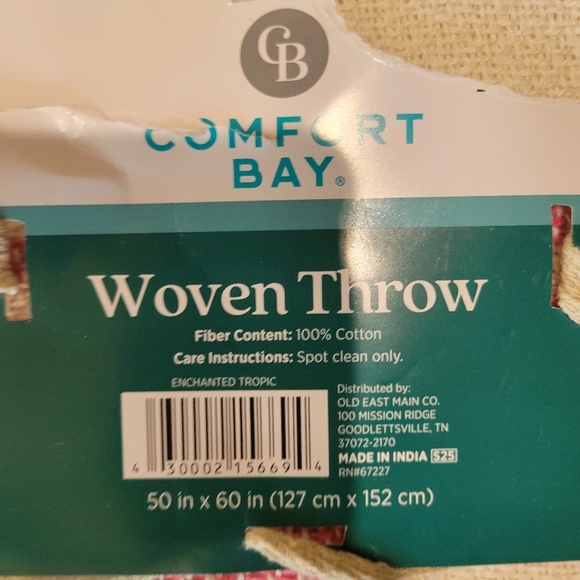 CB
COMFORT
BAY®
Woven Throw
Fiber Content: 100% Cotton
Care Instructions: Spot clean only.
ENCHANTED TROPIC
4 30002 15669 4
Distributed by:
OLD EAST MAIN CO.
100 MISSION RIDGE
GOODLETTSVILLE, TN
37072-2170
MADE IN INDIA S25
RN#67227
50 in x 60 in (127 cm x 152 cm)